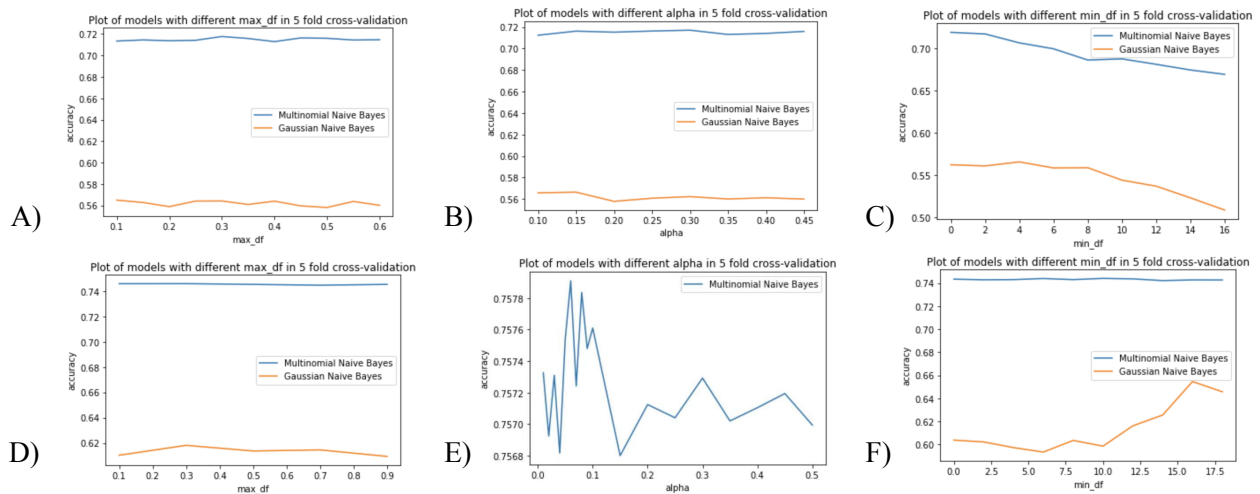 Plot of models with different max_df in 5 fold cross-validation
0.72
0.70
0.68
0.66
0.64
0.62
0.60
0.58
0.56
accuracy
Multinomial Naive Bayes
Gaussian Naive Bayes
0.1 0.2 0.3 0.4 0.5 0.6
max_df
A)
Plot of models with different alpha in 5 fold cross-validation
0.72
0.70
0.68
0.66
0.64
0.62
0.60
0.58
0.56
accuracy
Multinomial Naive Bayes
Gaussian Naive Bayes
0.10 0.15 0.20 0.25 0.30 0.35 0.40 0.45
alpha
B)
Plot of models with different min_df in 5 fold cross-validation
0.70
0.65
0.60
0.55
0.50
accuracy
Multinomial Naive Bayes
Gaussian Naive Bayes
0 2 4 6 8 10 12 14 16
min_df
C)
Plot of models with different max_df in 5 fold cross-validation
0.74
0.72
0.70
0.68
0.66
0.64
0.62
accuracy
Multinomial Naive Bayes
Gaussian Naive Bayes
0.1 0.2 0.3 0.4 0.5 0.6 0.7 0.8 0.9
max_df
D)
Plot of models with different alpha in 5 fold cross-validation
0.7578
0.7576
0.7574
0.7572
0.7570
0.7568
accuracy
Multinomial Naive Bayes
0.0 0.1 0.2 0.3 0.4 0.5
alpha
E)
Plot of models with different min_df in 5 fold cross-validation
0.74
0.72
0.70
0.68
0.66
0.64
0.62
0.60
accuracy
Multinomial Naive Bayes
Gaussian Naive Bayes
0.0 2.5 5.0 7.5 10.0 12.5 15.0 17.5
min_df
F)